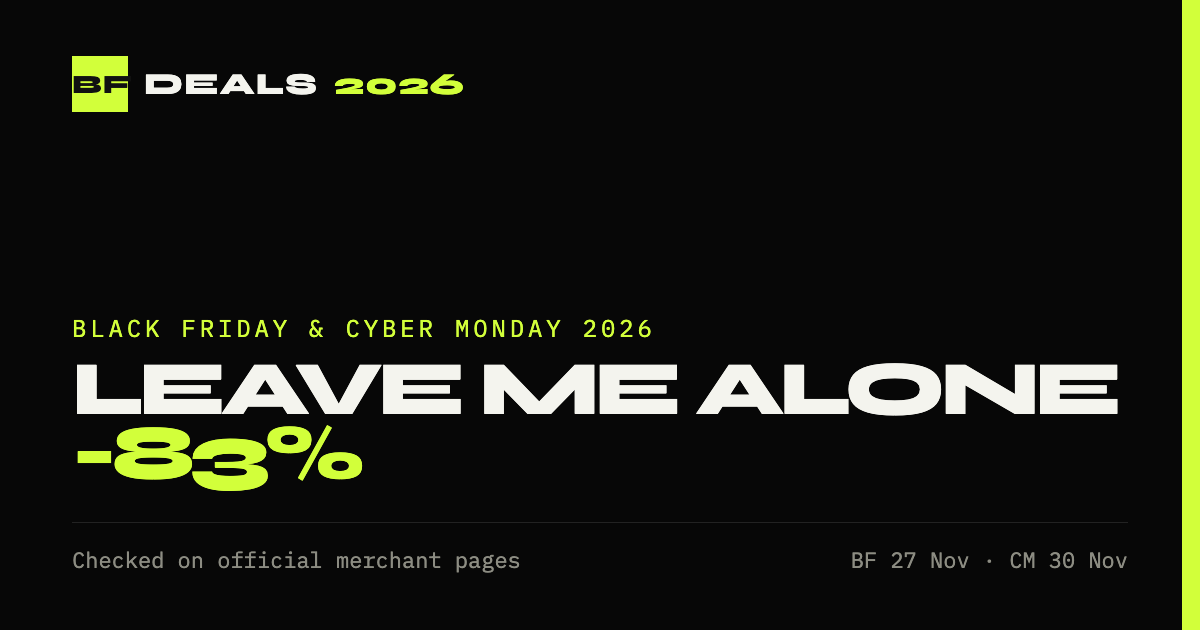 BF DEALS 2026
BLACK FRIDAY & CYBER MONDAY 2026
LEAVE ME ALONE
-83%
Checked on official merchant pages
BF 27 Nov · CM 30 Nov